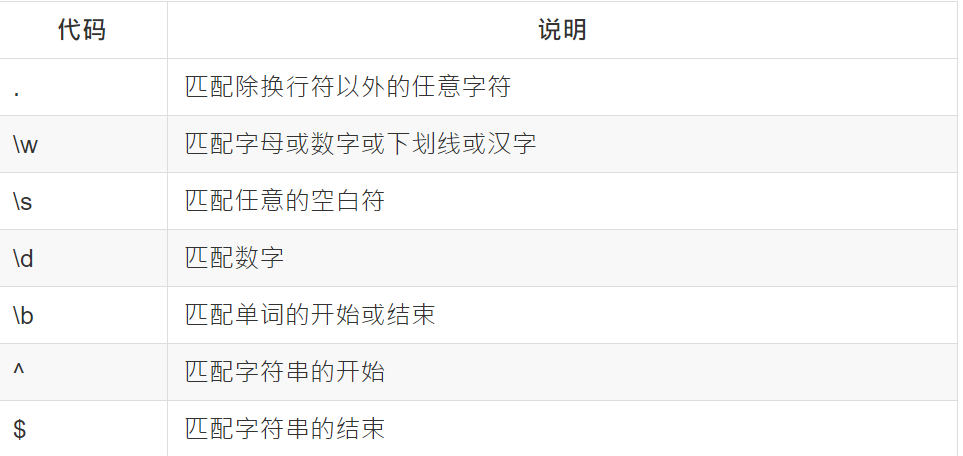 代码 说明
. 匹配除换行符以外的任意字符
\w 匹配字母或数字或下划线或汉字
\s 匹配任意的空白符
\d 匹配数字
\b 匹配单词的开始或结束
^ 匹配字符串的开始
$ 匹配字符串的结束